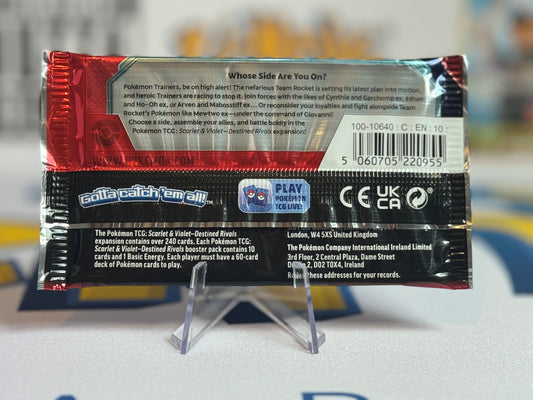 Whose Side Are You On?
Pokémon Trainers, be on high alert! The nefarious Team Rocket is setting its latest plan into motion,
and heroic Trainers are racing to stop it. Join forces with the likes of Cynthia and Garchomp ex, Ethan
and Ho-Oh ex, or Arven and Mabosstiff ex... Or reconsider your loyalties and fight alongside Team
Rocket's Pokémon like Mewtwo ex—under the command of Giovanni!
Choose a side, assemble your allies, and battle boldly in the
Pokémon TCG: Scarlet & Violet—Destined Rivals expansion!
100-10640 : C : EN : 10 :
5 060705 220955
Gotta catch 'em all!
PLAY
POKÉMON
TCG LIVE!
CE UK
CA
The Pokémon TCG: Scarlet & Violet—Destined Rivals
expansion contains over 240 cards. Each Pokémon TCG:
Scarlet & Violet—Destined Rivals booster pack contains 10
cards and 1 Basic Energy. Each player must have a 60-card
deck of Pokémon cards to play.
London, W4 5XS United Kingdom
The Pokémon Company International Ireland Limited
3rd Floor, 2 Central Plaza, Dame Street
2, D02 T0X4, Ireland
these addresses for your records.